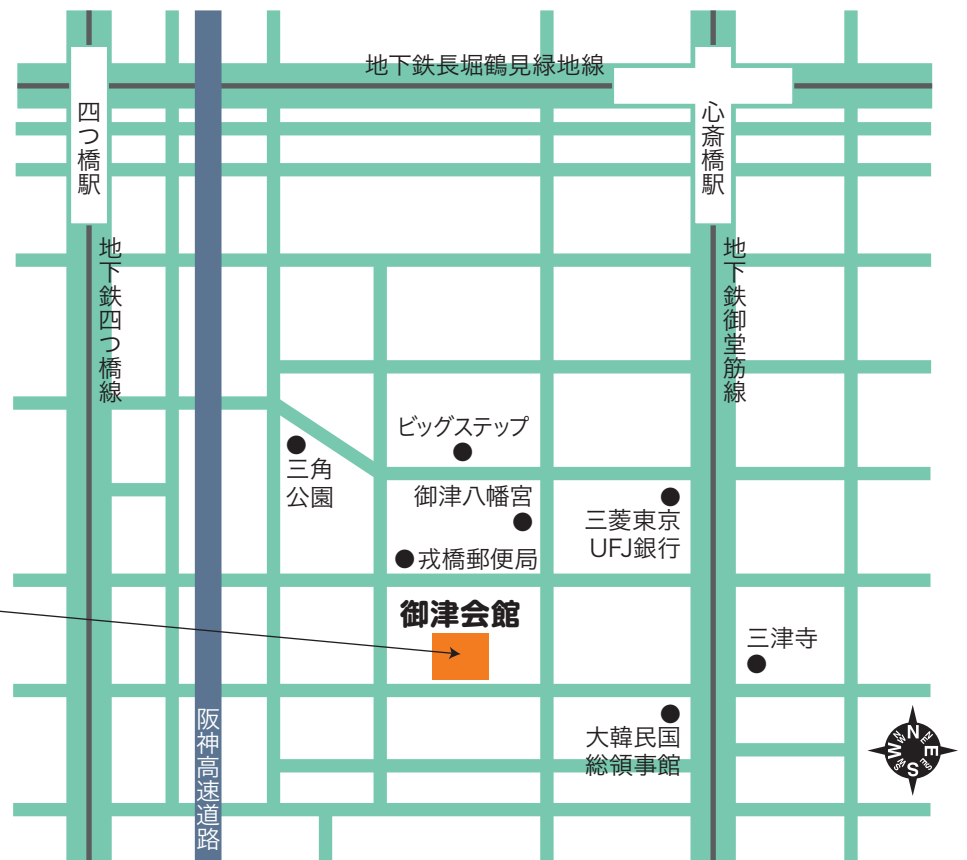 地下鉄長堀鶴見緑地線
四つ橋駅
心斎橋駅
地下鉄四つ橋線
地下鉄御堂筋線
ビッグステップ
三角
公園
御津八幡宮
三菱東京
UFJ銀行
戎橋郵便局
御津会館
三津寺
阪神高速道路
大韓民国
総領事館
N
NE
E
SE
S
SW
W
NW